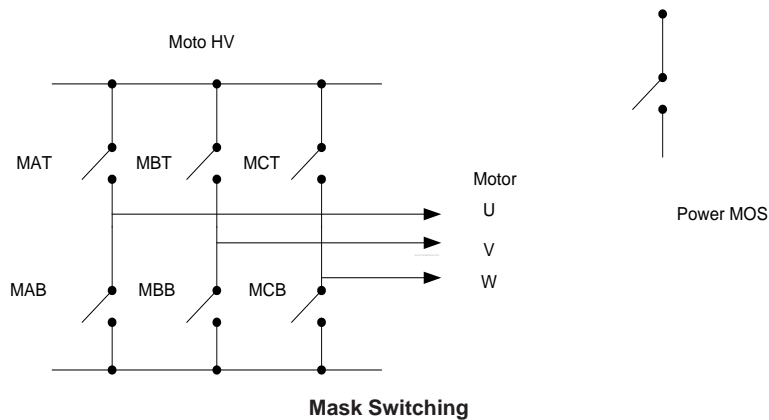 Moto HV
MAT
MBT
MCT
Motor
U
Power MOS
V
W
MAB
MBB
MCB
Mask Switching